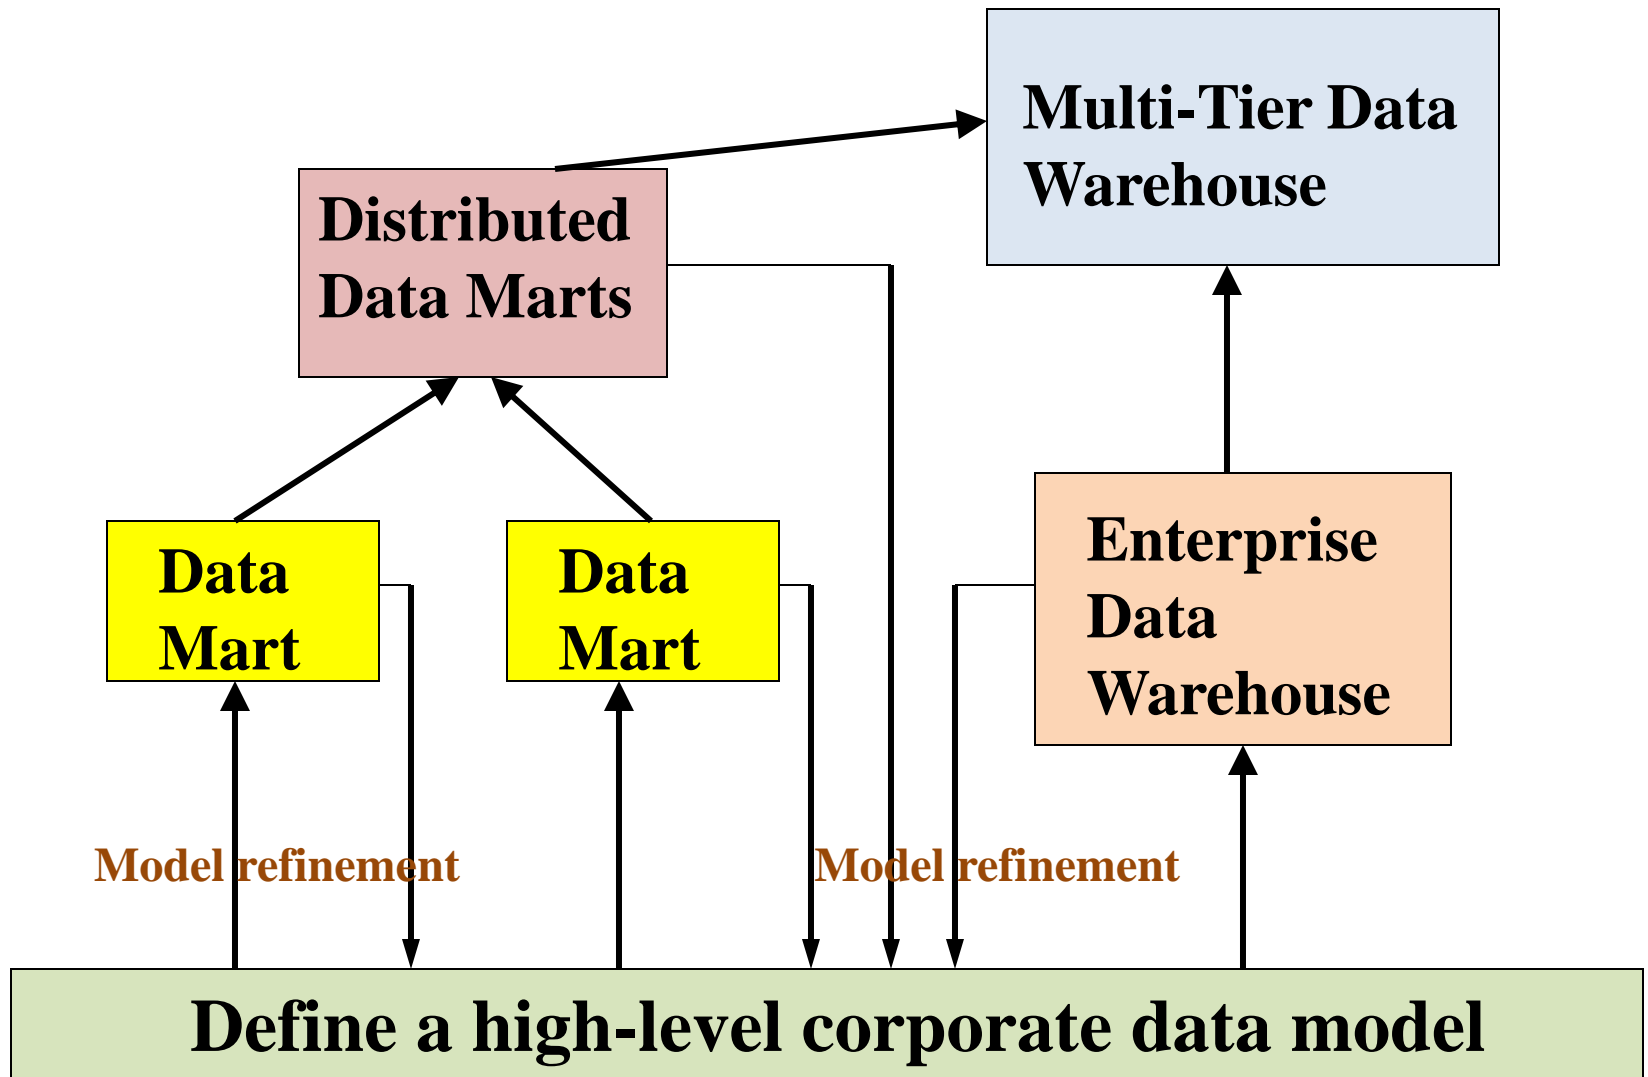 Multi-Tier Data
Warehouse
Distributed
Data Marts
Data
Mart
Data
Mart
Enterprise
Data
Warehouse
Model refinement
Model refinement
Define a high-level corporate data model